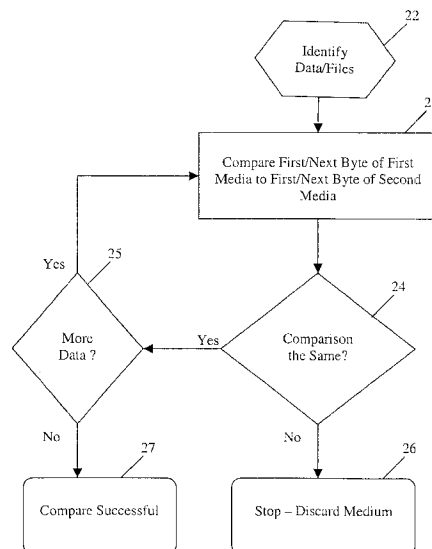 22
Identify
Data/Files
2
Compare First/Next Byte of First
Media to First/Next Byte of Second
Media
Yes
25
24
More
Data ?
Yes
Comparison
the Same?
No
27
No
26
Compare Successful
Stop – Discard Medium